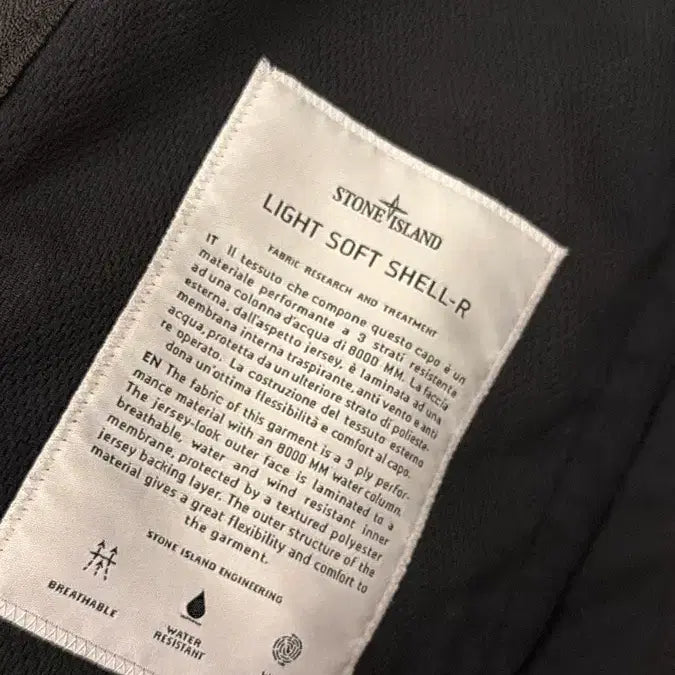 STONE ISLAND
LIGHT SOFT SHELL-R
FABRIC RESEARCH AND TREATMENT
IT Il tessuto che compone questo capo è un
materiale performante a 3 strati resistente
ad una colonna d'acqua di 8000 MM. La faccia
esterna, dall'aspetto jersey, è laminata ad una
membrana interna traspirante, anti vento e anti
acqua, protetta da un ulteriore strato di полиeste-
re operato. La costruzione del tessuto esterno
dona un'ottima flessibilità e comfort al capo.
EN The fabric of this garment is a 3 ply perfor-
mance material with an 8000 MM water column.
The jersey-look outer face is laminated to a
breathable, water and wind resistant inner
membrane, protected by a textured polyester
jersey backing layer. The outer structure of the
material gives a great flexibility and comfort to
the garment.
STONE ISLAND ENGINEERING
BREATHABLE
WATER
RESISTANT